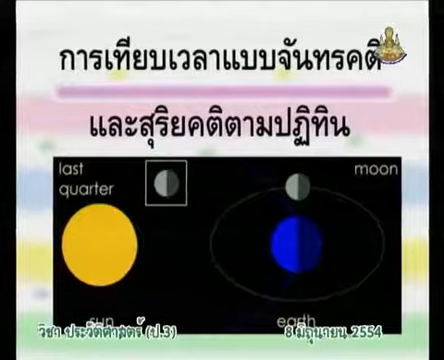 การเทียบเวลาแบบจันทรคติ
และสุริยคติตามปฏิทิน
last
quarter
moon
sun
earth
วิชา ประวัติศาสตร์ (ป.3)
8 มิถุนายน 2554